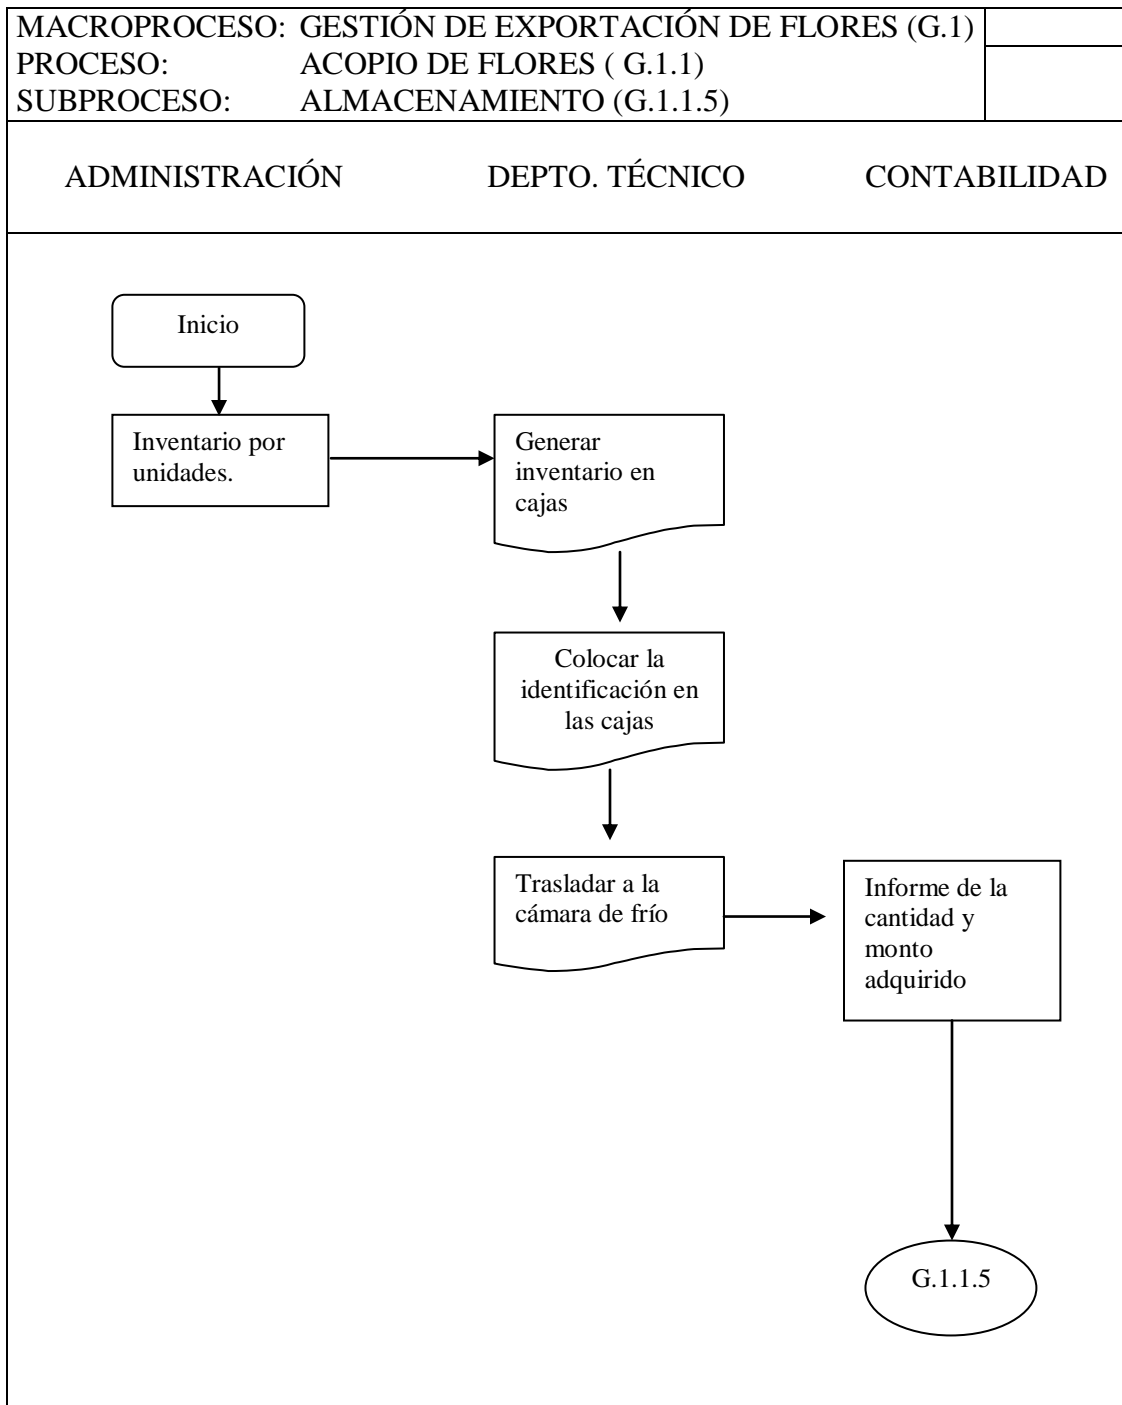 MACROPROCESO: GESTIÓN DE EXPORTACIÓN DE FLORES (G.1)
PROCESO: ACOPIO DE FLORES ( G.1.1)
SUBPROCESO: ALMACENAMIENTO (G.1.1.5)
ADMINISTRACIÓN DEPTO. TÉCNICO CONTABILIDAD
Inicio
Inventario por
unidades.
Generar
inventario en
cajas
Colocar la
identificación en
las cajas
Trasladar a la
cámara de frío
Informe de la
cantidad y
monto
adquirido
G.1.1.5